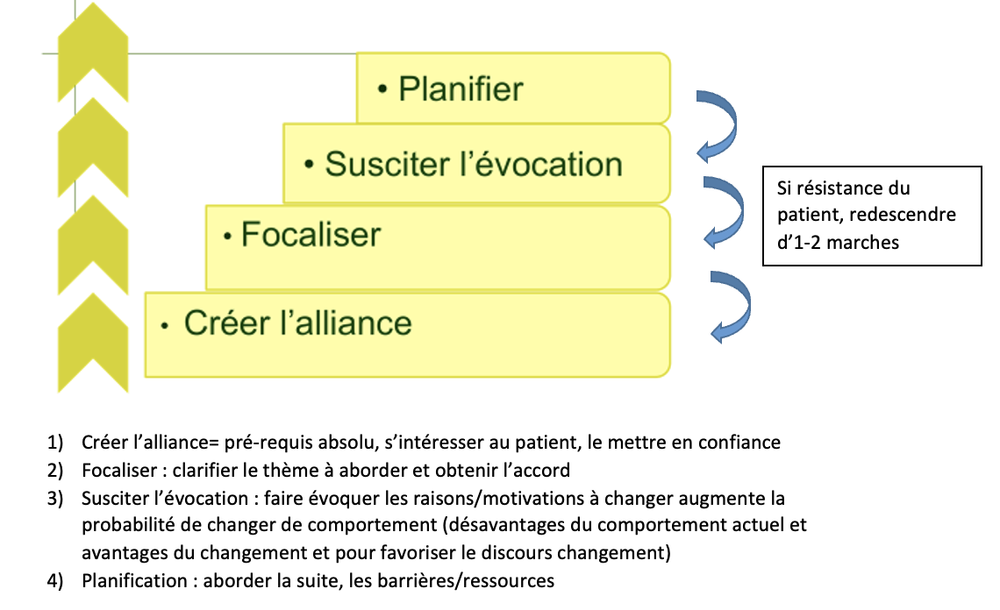 • Planifier
• Susciter l’évocation
• Focaliser
• Créer l’alliance
Si résistance du
patient, redescendre
d’1-2 marches
1) Créer l’alliance= pré-requis absolu, s’intéresser au patient, le mettre en confiance
2) Focaliser : clarifier le thème à aborder et obtenir l’accord
3) Susciter l’évocation : faire évoquer les raisons/motivations à changer augmente la
probabilité de changer de comportement (désavantages du comportement actuel et
avantages du changement et pour favoriser le discours changement)
4) Planification : aborder la suite, les barrières/ressources